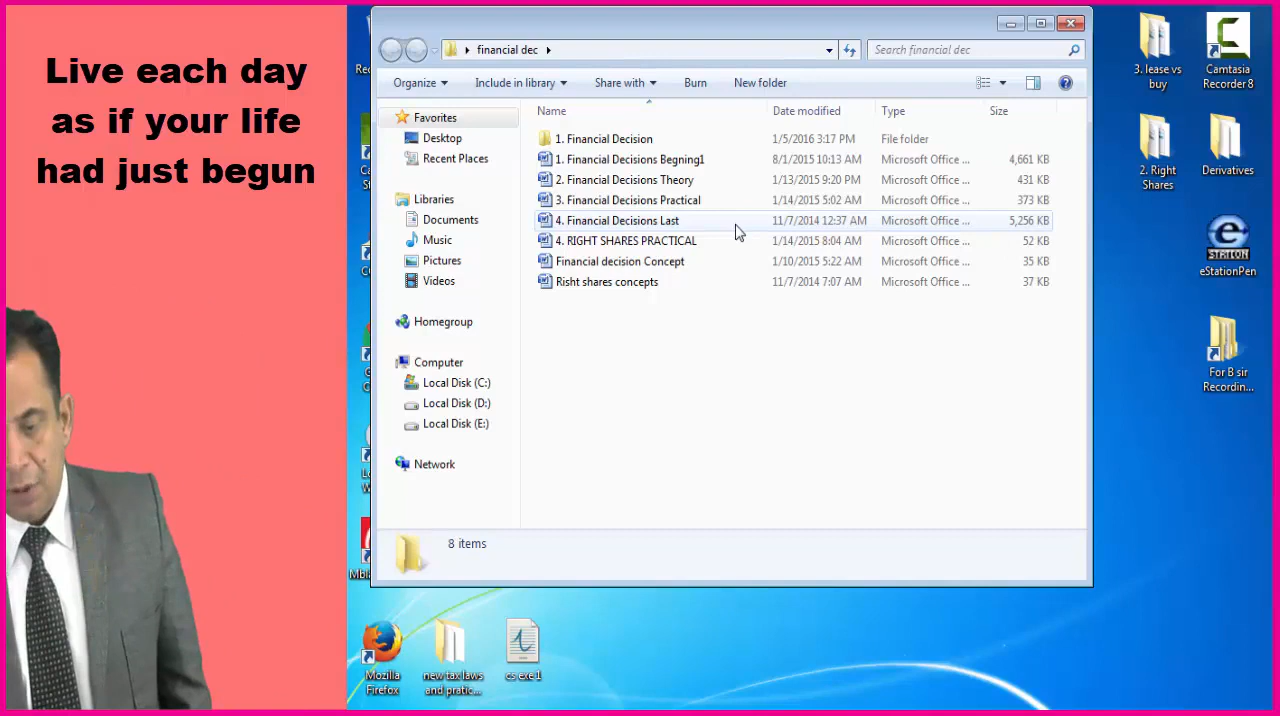 Live each day
as if your life
had just begun
financial dec
Search financial dec
Organize
Include in library
Share with
Burn
New folder
Name
Date modified
Type
Size
Favorites
Desktop
Recent Places
Libraries
Documents
Music
Pictures
Videos
Homegroup
Computer
Local Disk (C:)
Local Disk (D:)
Local Disk (E:)
Network
1. Financial Decision 1/5/2016 3:17 PM File folder
1. Financial Decisions Begning1 8/1/2015 10:13 AM Microsoft Office ... 4,661 KB
2. Financial Decisions Theory 1/13/2015 9:20 PM Microsoft Office ... 431 KB
3. Financial Decisions Practical 1/14/2015 5:02 AM Microsoft Office ... 373 KB
4. Financial Decisions Last 11/7/2014 12:37 AM Microsoft Office ... 5,256 KB
4. RIGHT SHARES PRACTICAL 1/14/2015 8:04 AM Microsoft Office ... 52 KB
Financial decision Concept 1/10/2015 5:22 AM Microsoft Office ... 35 KB
Risht shares concepts 11/7/2014 7:07 AM Microsoft Office ... 37 KB
8 items
3. lease vs
buy
Camtasia
Recorder 8
2. Right
Shares
Derivatives
e
STATION
eStationPen
For B sir
Recordin...
Mozilla
Firefox
new tax laws
and pratic...
cs exe 1